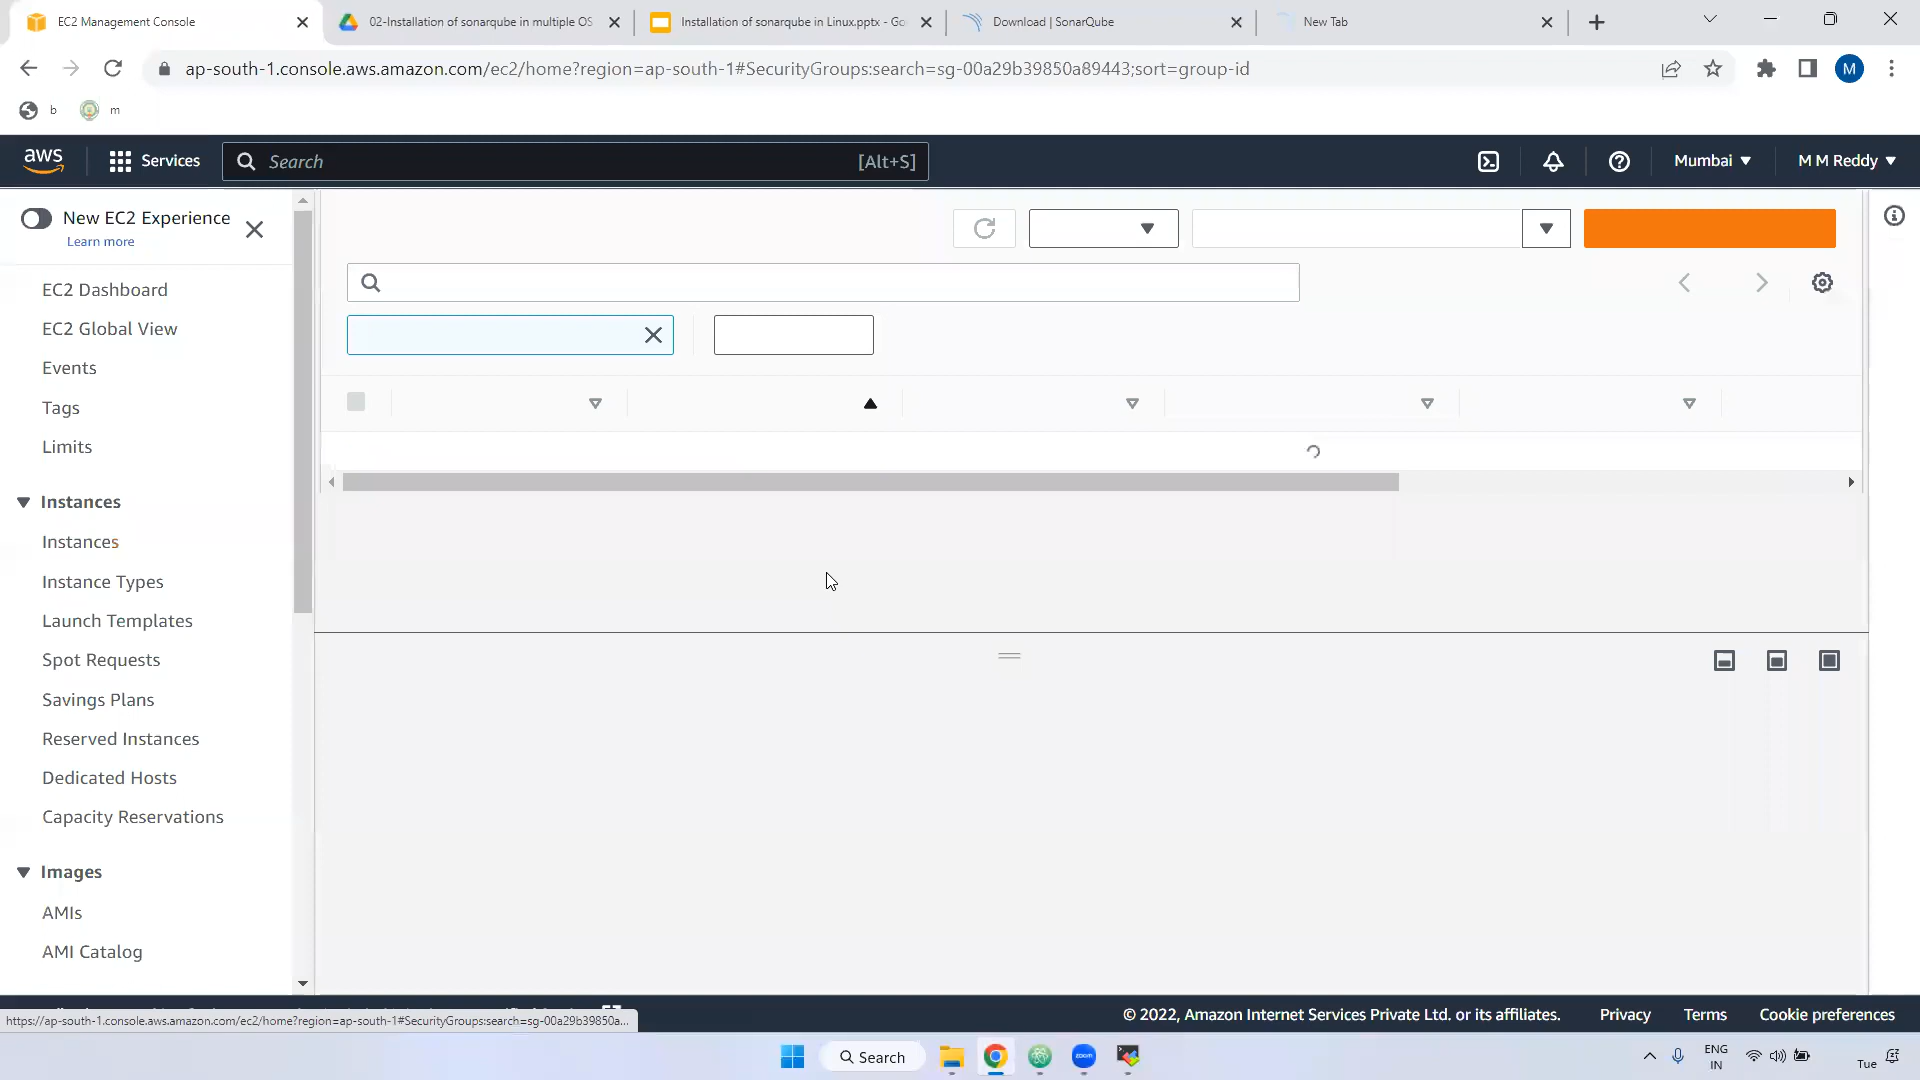 EC2 Management Console
02-Installation of sonarqube in multiple OS
Installation of sonarqube in Linux.pptx - Go
Download | SonarQube
New Tab
ap-south-1.console.aws.amazon.com/ec2/home?region=ap-south-1#SecurityGroups:search=sg-00a29b39850a89443;sort=group-id
M
b
m
aws
Services
Search
[Alt+S]
Mumbai
M M Reddy
New EC2 Experience
Learn more
EC2 Dashboard
EC2 Global View
Events
Tags
Limits
Instances
Instances
Instance Types
Launch Templates
Spot Requests
Savings Plans
Reserved Instances
Dedicated Hosts
Capacity Reservations
Images
AMIs
AMI Catalog
© 2022, Amazon Internet Services Private Ltd. or its affiliates.
Privacy
Terms
Cookie preferences
https://ap-south-1.console.aws.amazon.com/ec2/home?region=ap-south-1#SecurityGroups:search=sg-00a29b39850a...
Search
zoom
ENG
IN
Tue